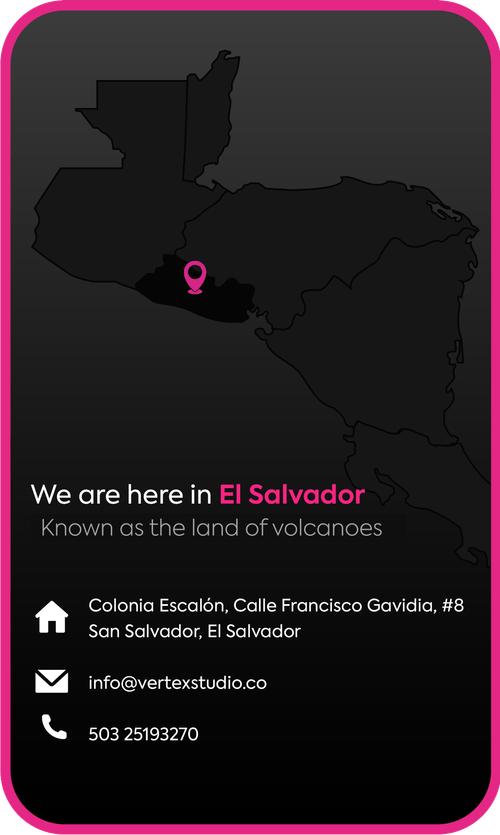 We are here in El Salvador
Known as the land of volcanoes
Colonia Escalón, Calle Francisco Gavidia, #8
San Salvador, El Salvador
info@vertexstudio.co
503 25193270